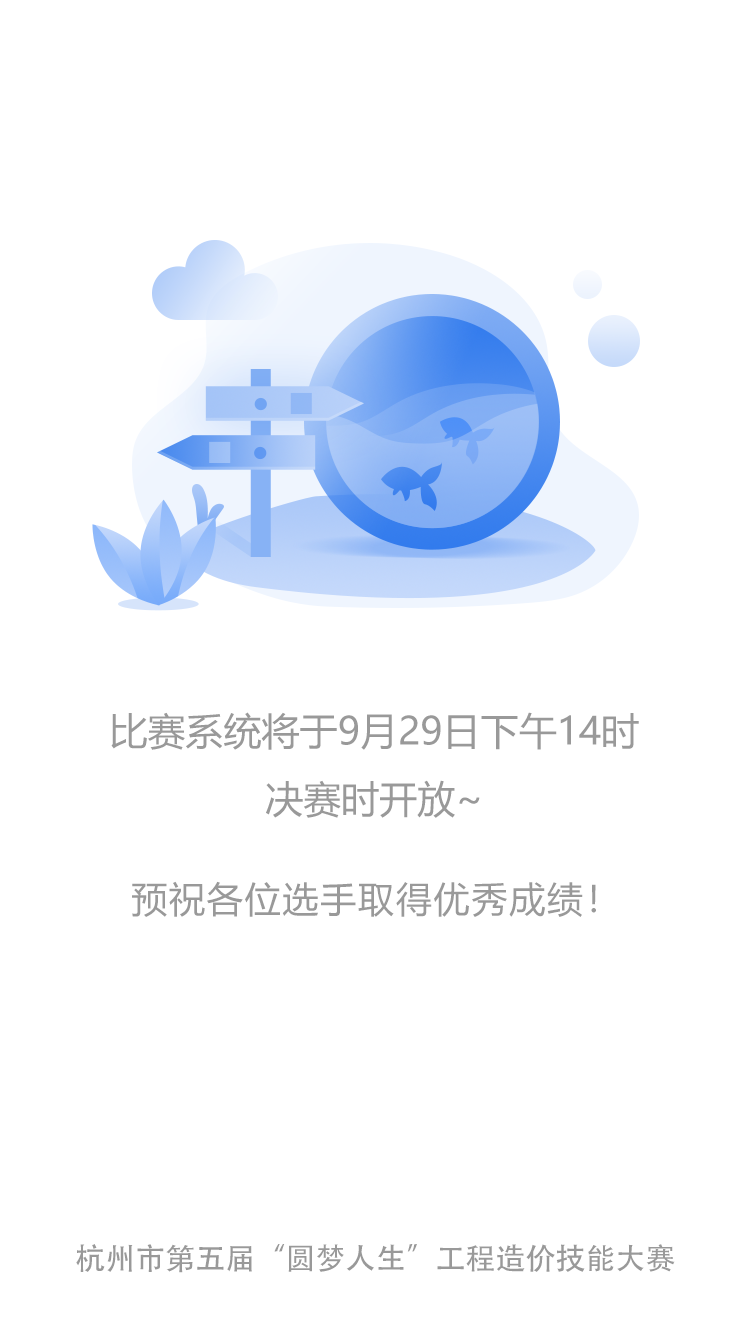 比赛系统将于9月29日下午14时
决赛时开放~
预祝各位选手取得优秀成绩!
杭州市第五届“圆梦人生”工程造价技能大赛